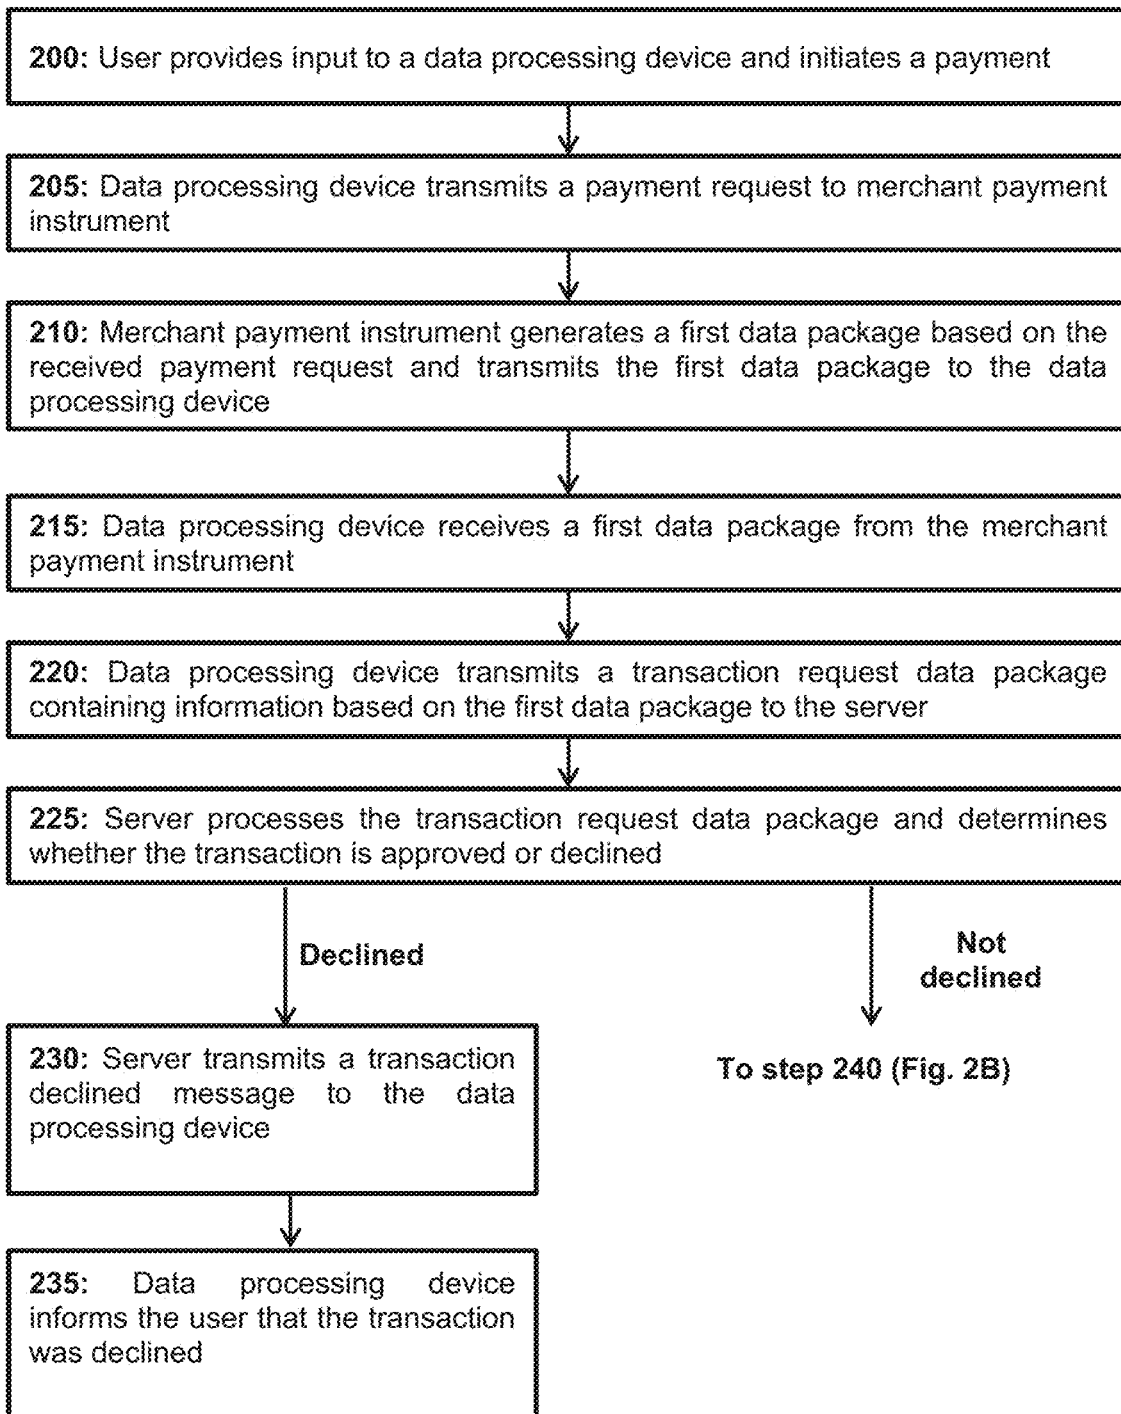 200: User provides input to a data processing device and initiates a payment
205: Data processing device transmits a payment request to merchant payment
instrument
210: Merchant payment instrument generates a first data package based on the
received payment request and transmits the first data package to the data
processing device
215: Data processing device receives a first data package from the merchant
payment instrument
220: Data processing device transmits a transaction request data package
containing information based on the first data package to the server
225: Server processes the transaction request data package and determines
whether the transaction is approved or declined
Declined
Not
declined
230: Server transmits a transaction
declined message to the data
processing device
To step 240 (Fig. 2B)
235: Data processing device
informs the user that the transaction
was declined